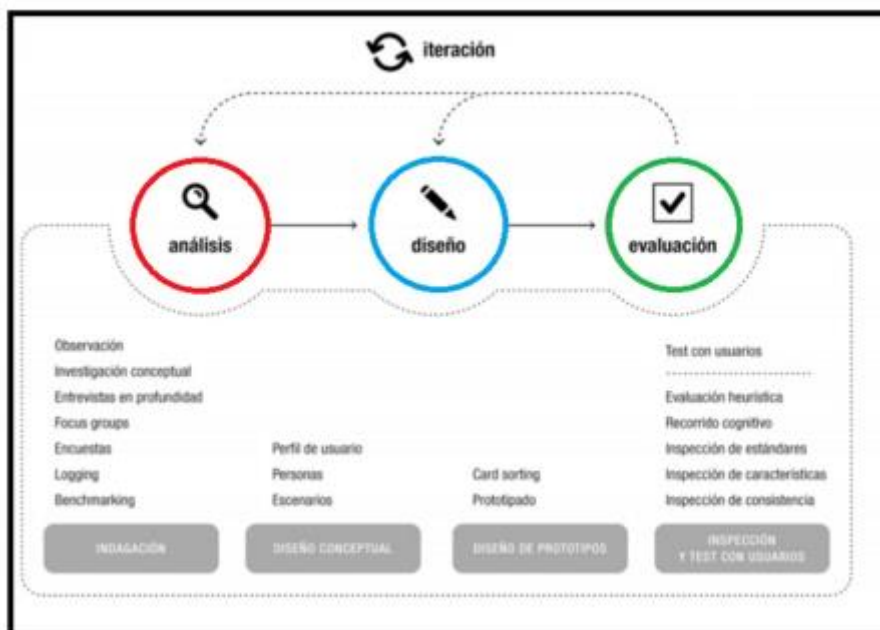 iteración
análisis
diseño
evaluación
Observación
Investigación conceptual
Entrevistas en profundidad
Focus groups
Encuestas
Logging
Benchmarking
Perfil de usuario
Personas
Escenarios
Card sorting
Prototipado
Test con usuarios
Evaluación heurística
Recorrido cognitivo
Inspección de estándares
Inspección de características
Inspección de consistencia
INDAGACIÓN
DISEÑO CONCEPTUAL
DISEÑO DE PROTOTIPOS
INSPECCIÓN
Y TEST CON USUARIOS